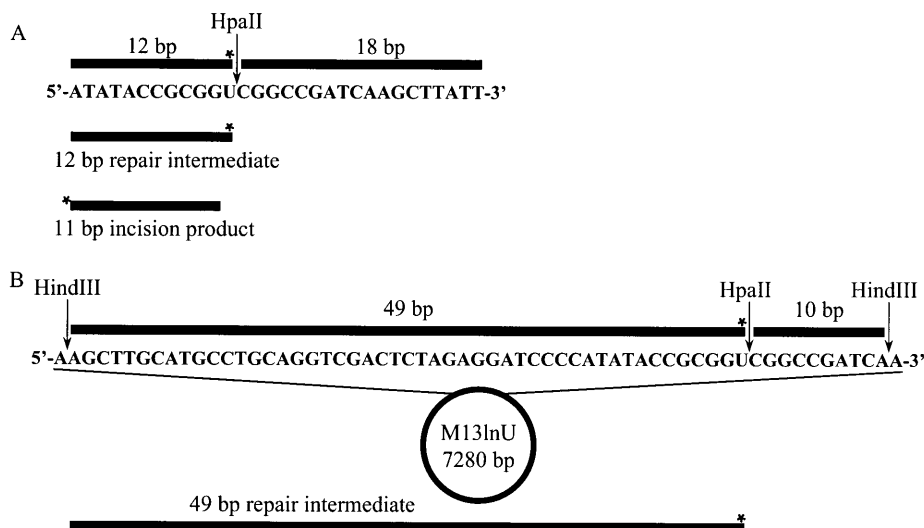 A
HpaII
12 bp * 18 bp
5'-ATATACCGCGGUCGGCCGATCAAGCTTATT-3'
*
12 bp repair intermediate
*
11 bp incision product
B
HindIII 49 bp HpaII HindIII
* 10 bp
5'-AAGCTTGCATGCCTGCAGGTCGACTCTAGAGGATCCCCATATACCGCGGUCGGCCGATCAA-3'
M13lnU
7280 bp
49 bp repair intermediate
*